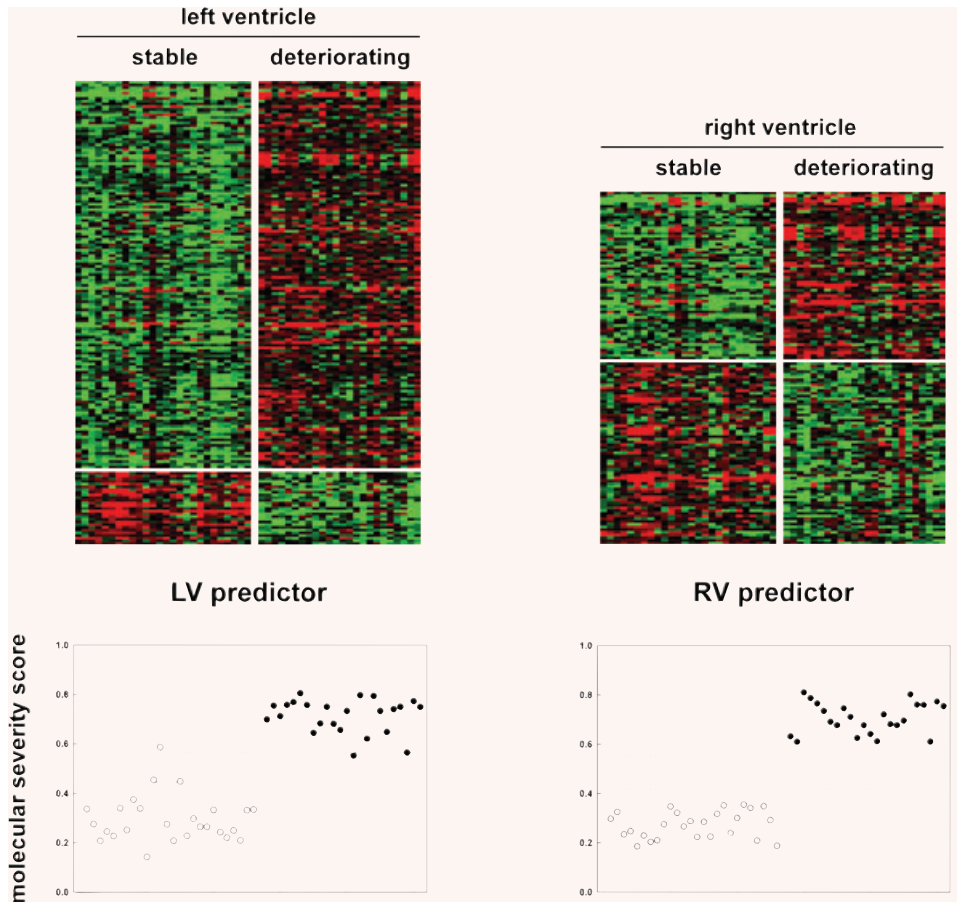 left ventricle
stable deteriorating
right ventricle
stable deteriorating
LV predictor
RV predictor
molecular severity score
1.0
0.8
0.6
0.4
0.2
0.0
1.0
0.8
0.6
0.4
0.2
0.0